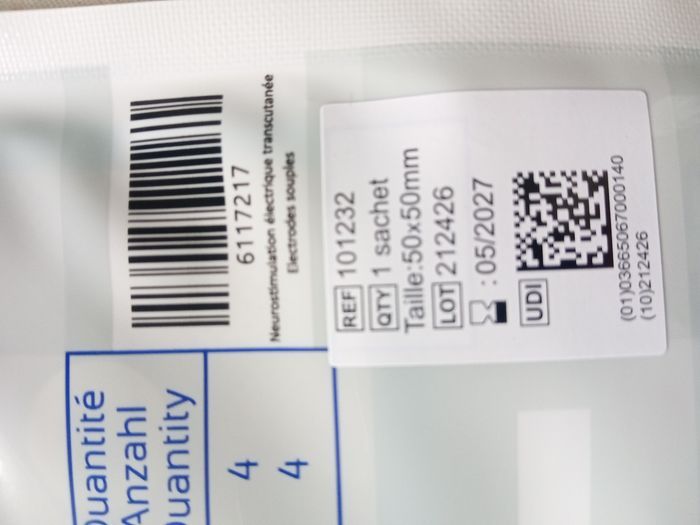 6117217
Neurostimulation électrique transcutanée
Electrodes souples
REF 101232
QTY 1 sachet
Taille:50x50mm
LOT 212426
: 05/2027
UDI
(01)03665067000140
(10)212426
Quantité
Anzahl
Quantity
4
4